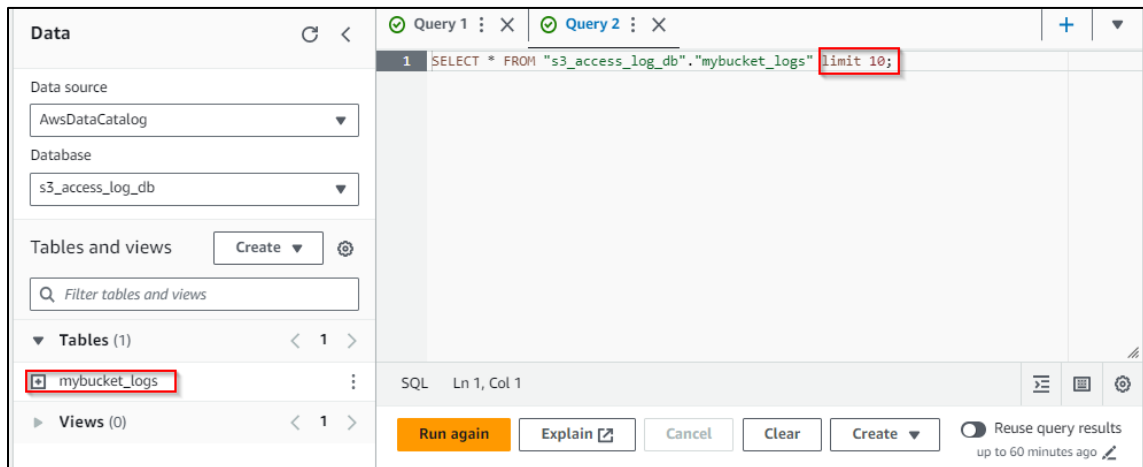 Data
Data source
AwsDataCatalog
Database
s3_access_log_db
Tables and views
Create
Filter tables and views
Tables (1)
1
mybucket_logs
Views (0)
1
Query 1
Query 2
1 SELECT * FROM "s3_access_log_db"."mybucket_logs" limit 10;
SQL Ln 1, Col 1
Run again
Explain
Cancel
Clear
Create
Reuse query results
up to 60 minutes ago